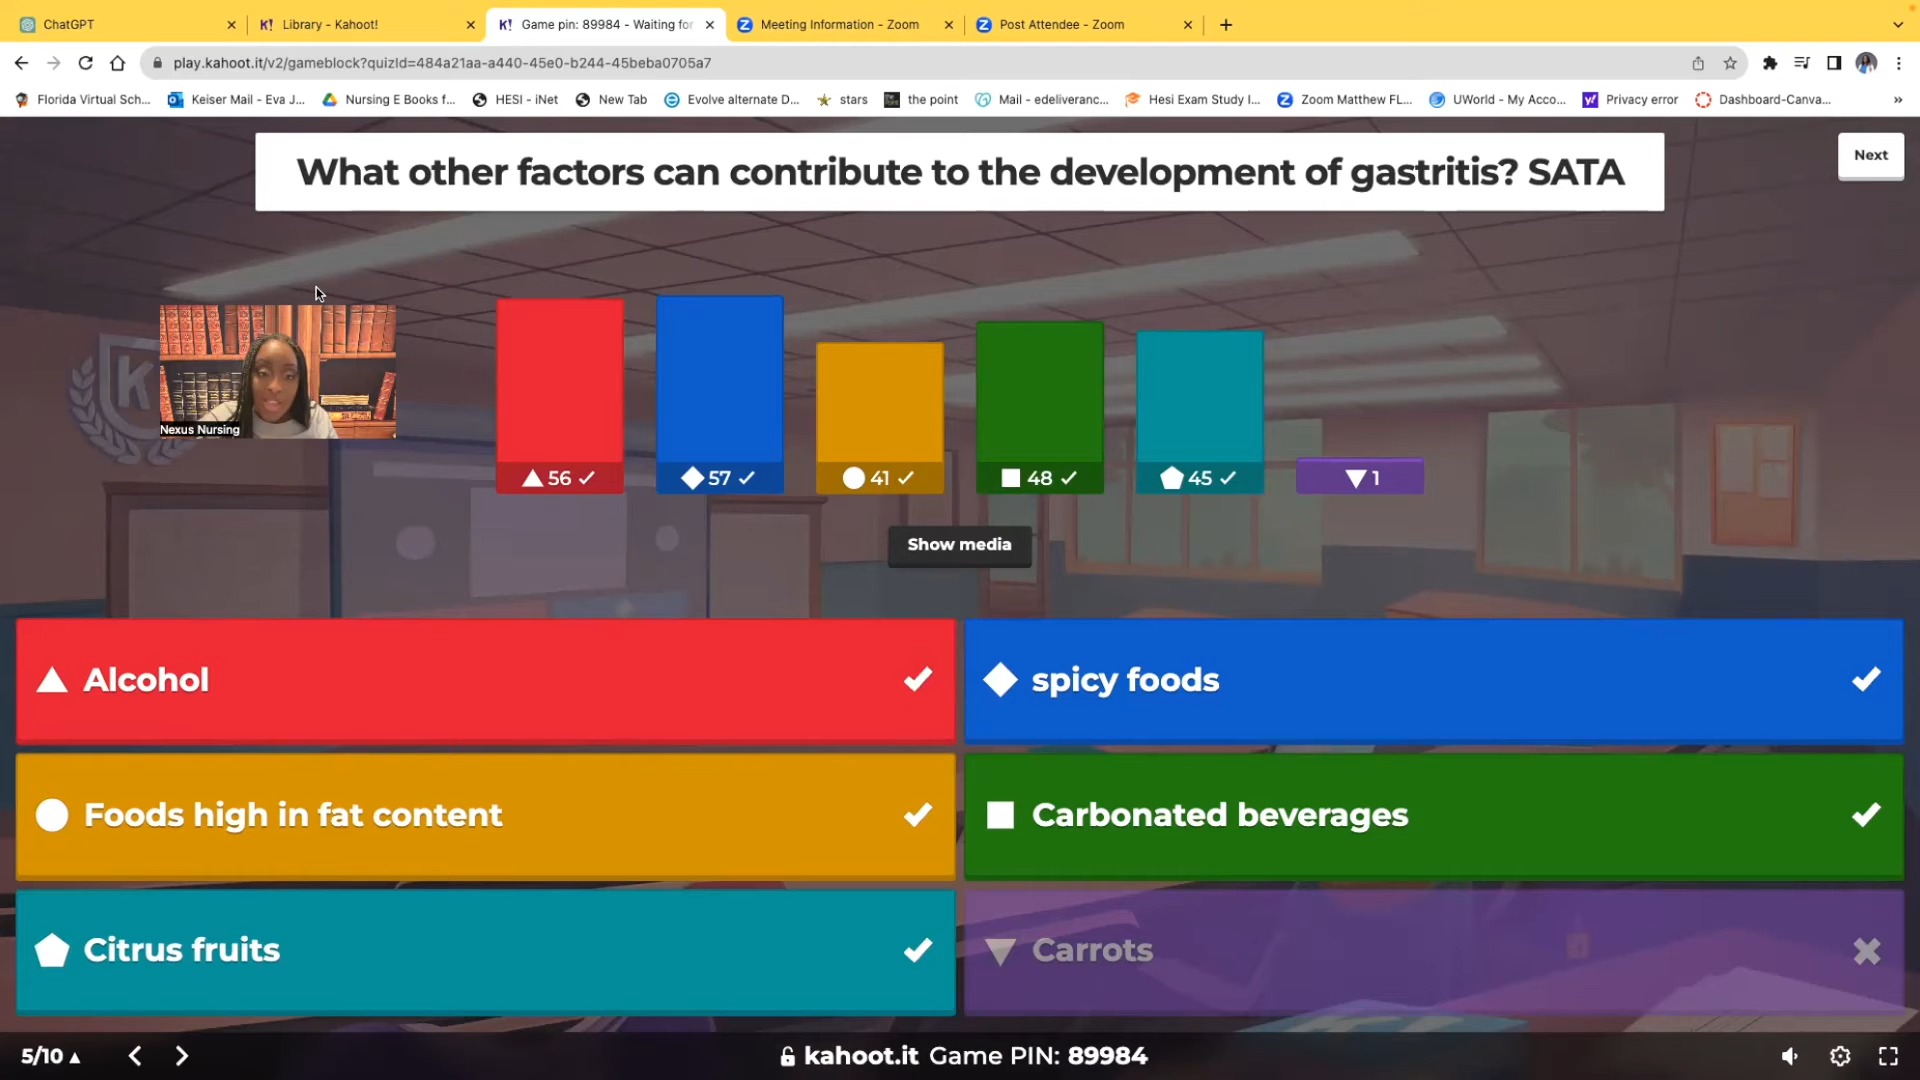 ChatGPT
K! Library - Kahoot!
K! Game pin: 89984 - Waiting for
Z Meeting Information - Zoom
Z Post Attendee - Zoom
play.kahoot.it/v2/gameblock?quizId=484a21aa-a440-45e0-b244-45beba0705a7
Florida Virtual Sch...
Keiser Mail - Eva J...
Nursing E Books f...
HESI - iNet
New Tab
Evolve alternate D...
stars
the point
Mail - edeliveranc...
Hesi Exam Study I...
Zoom Matthew FL...
UWorld - My Acco...
Privacy error
Dashboard-Canva...
What other factors can contribute to the development of gastritis? SATA
Next
K
Nexus Nursing
56
57
41
48
45
1
Show media
Alcohol
spicy foods
Foods high in fat content
Carbonated beverages
Citrus fruits
Carrots
5/10
kahoot.it Game PIN: 89984